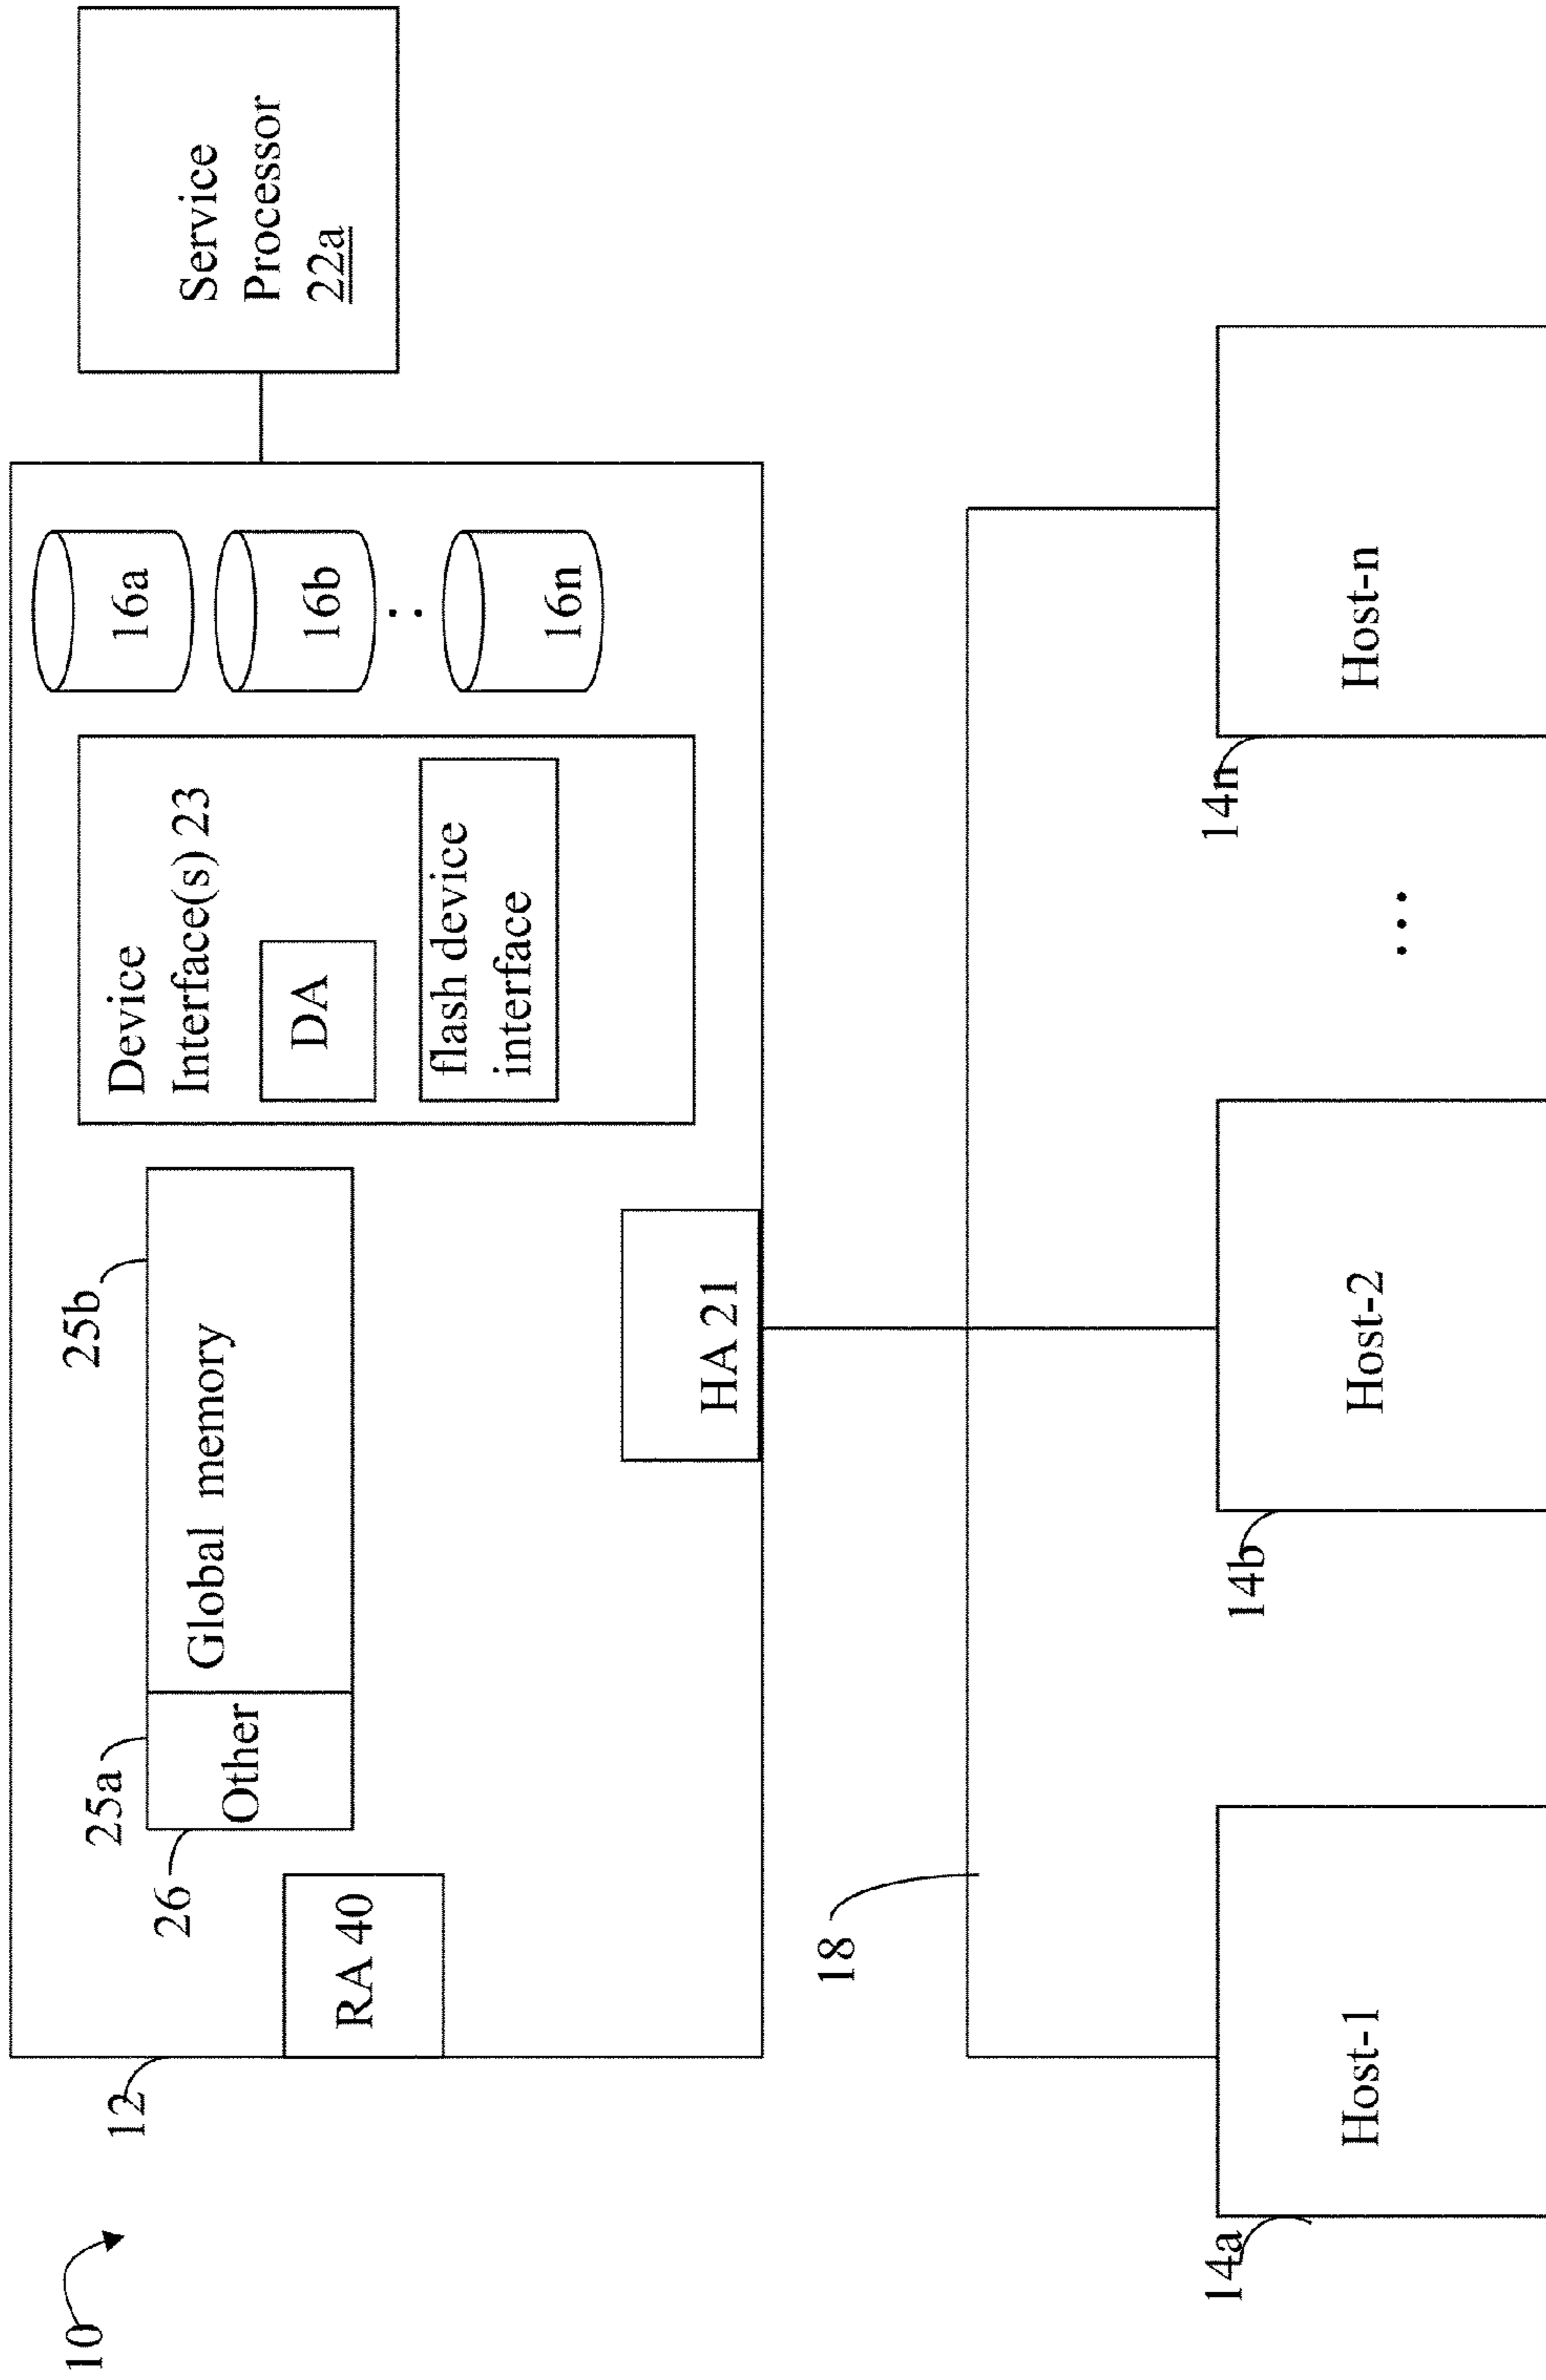 10
12
25a
25b
26
Other
Global memory
RA 40
HA 21
Device
Interface(s) 23
DA
flash device
interface
16a
16b
:
16n
Service
Processor
22a
18
14a
Host-1
14b
Host-2
...
14n
Host-n